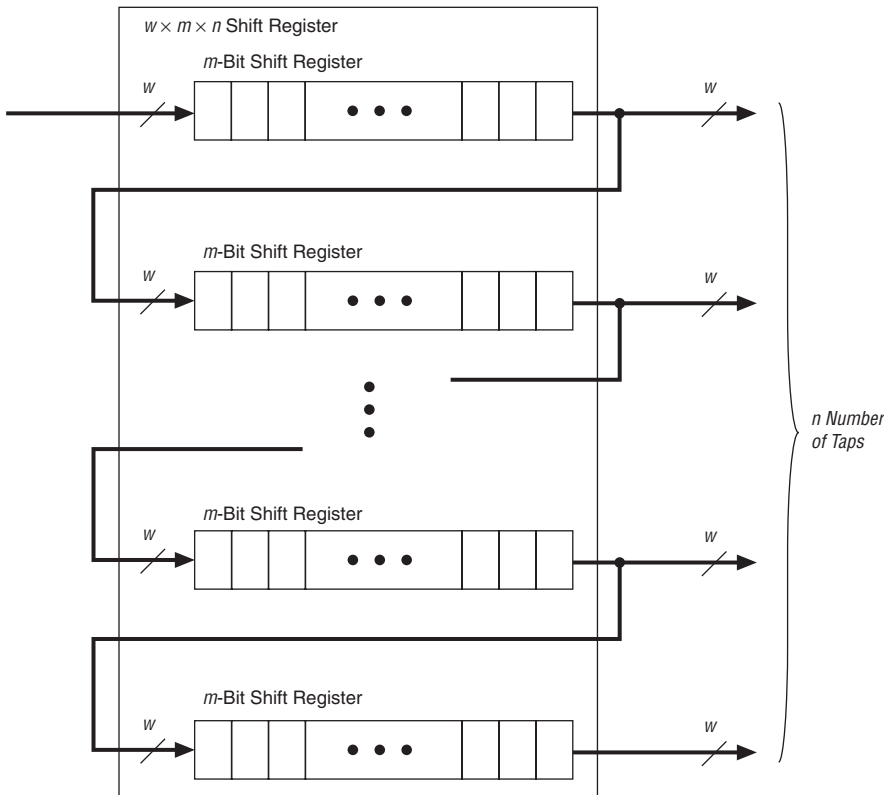 w × m × n Shift Register
m-Bit Shift Register
w
w
m-Bit Shift Register
w
w
n Number
of Taps
m-Bit Shift Register
w
w
m-Bit Shift Register
w
w